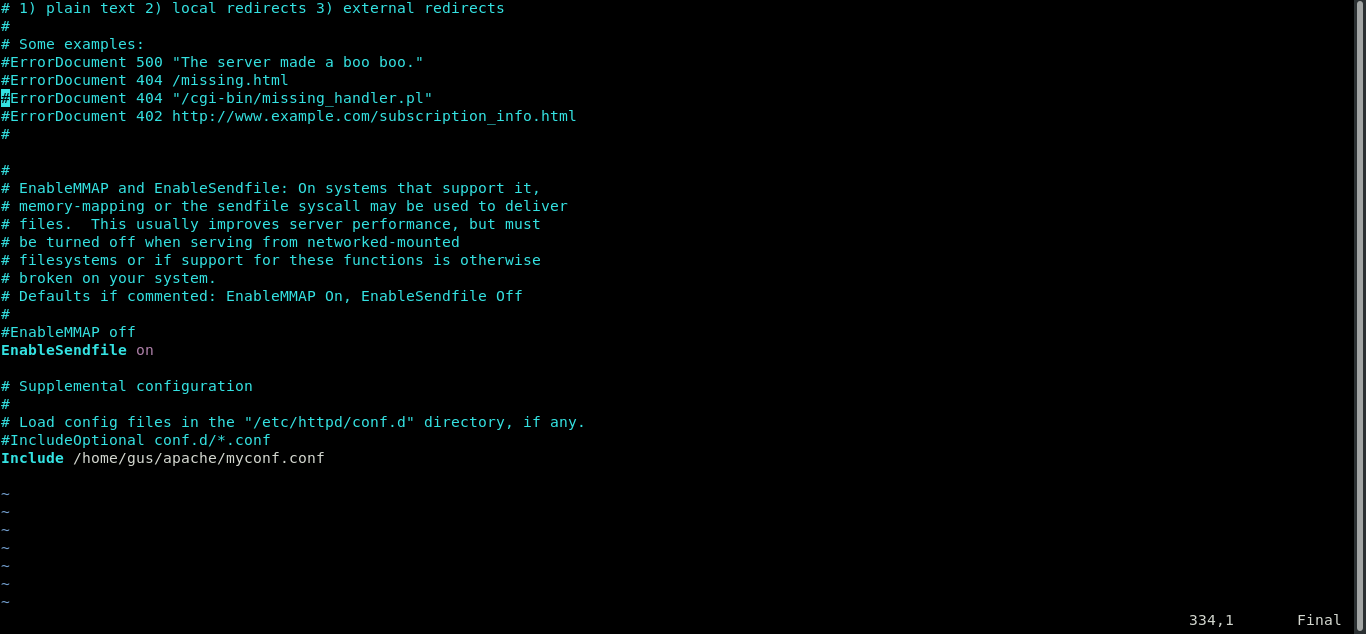 # 1) plain text 2) local redirects 3) external redirects
#
# Some examples:
#ErrorDocument 500 "The server made a boo boo."
#ErrorDocument 404 /missing.html
#ErrorDocument 404 "/cgi-bin/missing_handler.pl"
#ErrorDocument 402 http://www.example.com/subscription_info.html
#

#
# EnableMMAP and EnableSendfile: On systems that support it,
# memory-mapping or the sendfile syscall may be used to deliver
# files.  This usually improves server performance, but must
# be turned off when serving from networked-mounted
# filesystems or if support for these functions is otherwise
# broken on your system.
# Defaults if commented: EnableMMAP On, EnableSendfile Off
#
#EnableMMAP off
EnableSendfile on

# Supplemental configuration
#
# Load config files in the "/etc/httpd/conf.d" directory, if any.
#IncludeOptional conf.d/*.conf
Include /home/gus/apache/myconf.conf

~
~
~
~
~
~
~
334,1 Final